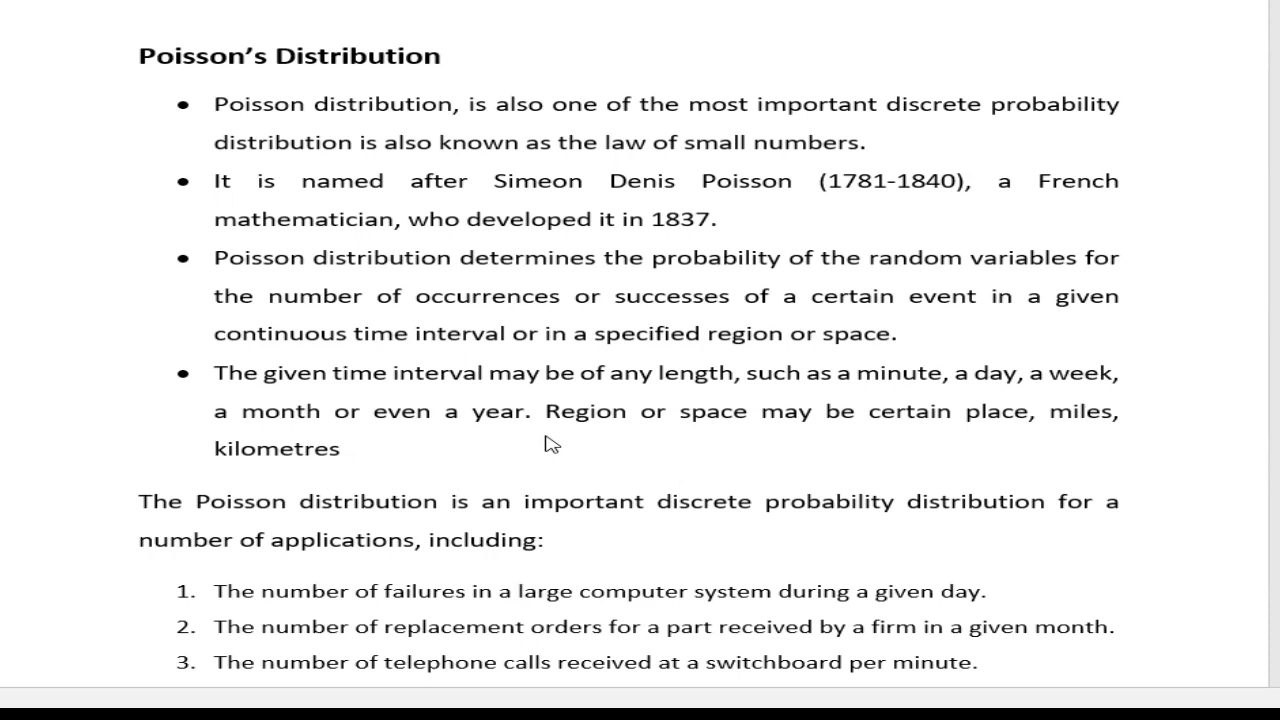 Poisson’s Distribution
● Poisson distribution, is also one of the most important discrete probability
distribution is also known as the law of small numbers.
● It is named after Simeon Denis Poisson (1781-1840), a French
mathematician, who developed it in 1837.
● Poisson distribution determines the probability of the random variables for
the number of occurrences or successes of a certain event in a given
continuous time interval or in a specified region or space.
● The given time interval may be of any length, such as a minute, a day, a week,
a month or even a year. Region or space may be certain place, miles,
kilometres
The Poisson distribution is an important discrete probability distribution for a
number of applications, including:
1. The number of failures in a large computer system during a given day.
2. The number of replacement orders for a part received by a firm in a given month.
3. The number of telephone calls received at a switchboard per minute.